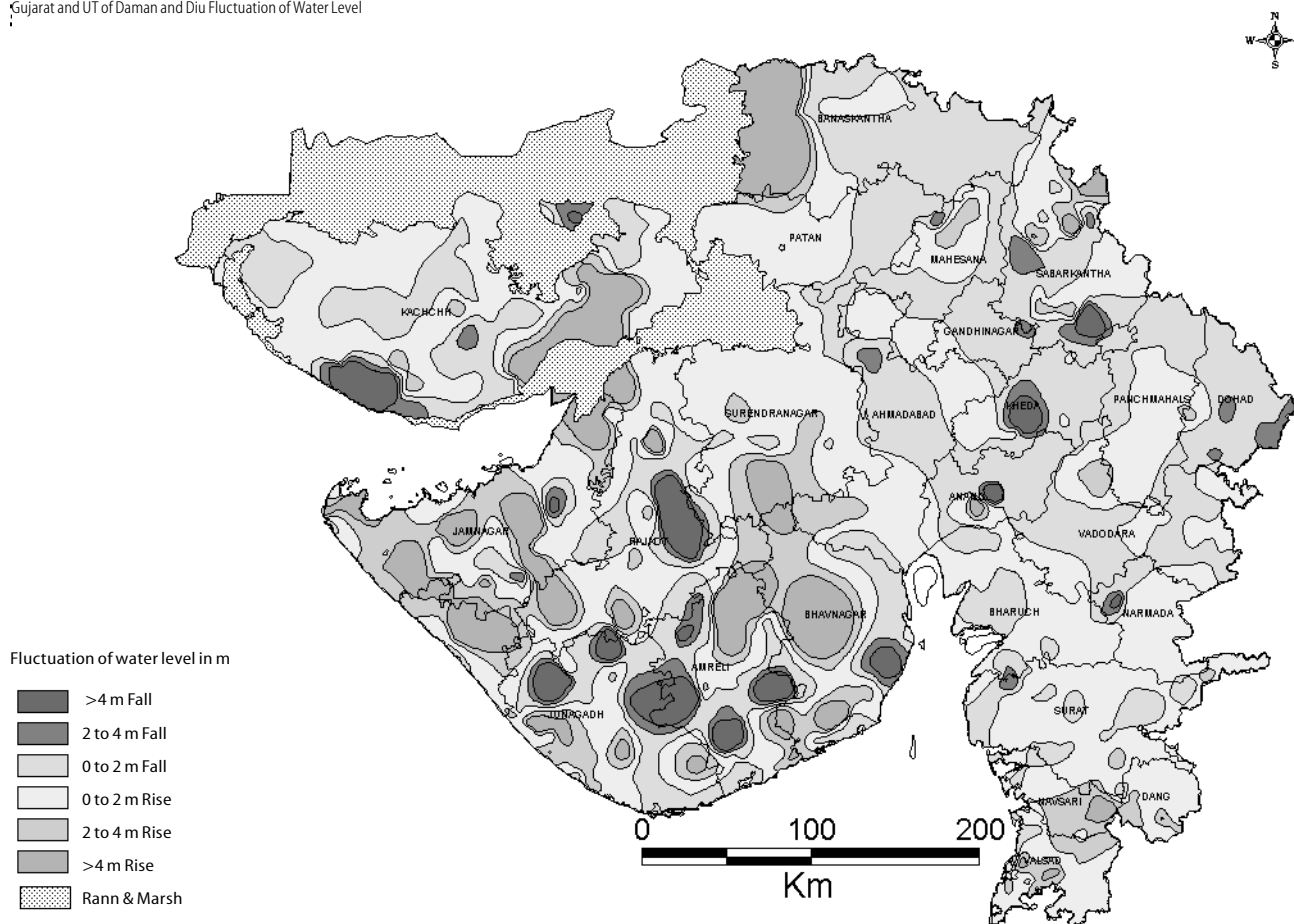 Gujarat and UT of Daman and Diu Fluctuation of Water Level
N
W
S
BANASKANTHA
PATAN
MAHESANA
SABARKANTHA
KACHCHH
GANDHINAGAR
SURENDRANAGAR
AHMADABAD
KHEDA
PANCHMAHALS
DOHAD
ANAND
JAMNAGAR
RAJKOT
VADODARA
BHAVNAGAR
BHARUCH
NARMADA
AMRELI
JUNAGADH
SURAT
NAVSARI
DANG
VALSAD
Fluctuation of water level in m
>4 m Fall
2 to 4 m Fall
0 to 2 m Fall
0 to 2 m Rise
2 to 4 m Rise
>4 m Rise
Rann & Marsh
0 100 200
Km